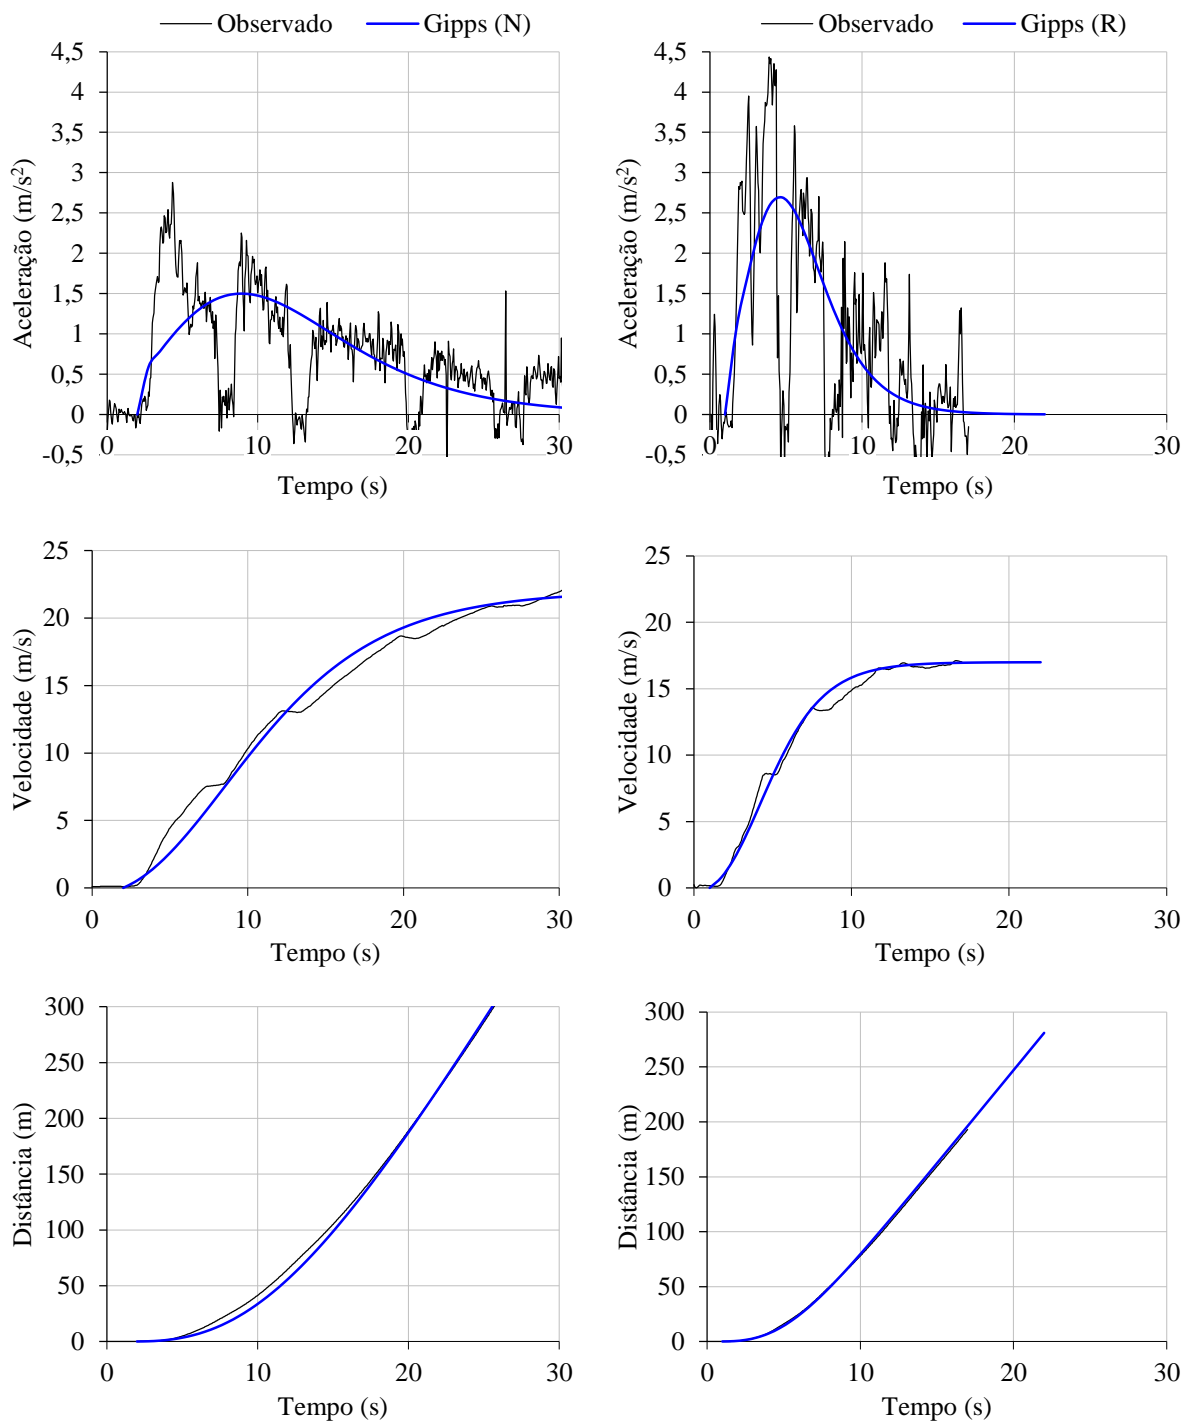 Observado Gipps (N)
4,5
4
3,5
3
2,5
2
1,5
1
0,5
0
-0,5
Aceleração (m/s²)
0 10 20 30
Tempo (s)
Observado Gipps (R)
4,5
4
3,5
3
2,5
2
1,5
1
0,5
0
-0,5
Aceleração (m/s²)
0 10 20 30
Tempo (s)
25
20
15
10
5
0
Velocidade (m/s)
0 10 20 30
Tempo (s)
25
20
15
10
5
0
Velocidade (m/s)
0 10 20 30
Tempo (s)
300
250
200
150
100
50
0
Distância (m)
0 10 20 30
Tempo (s)
300
250
200
150
100
50
0
Distância (m)
0 10 20 30
Tempo (s)